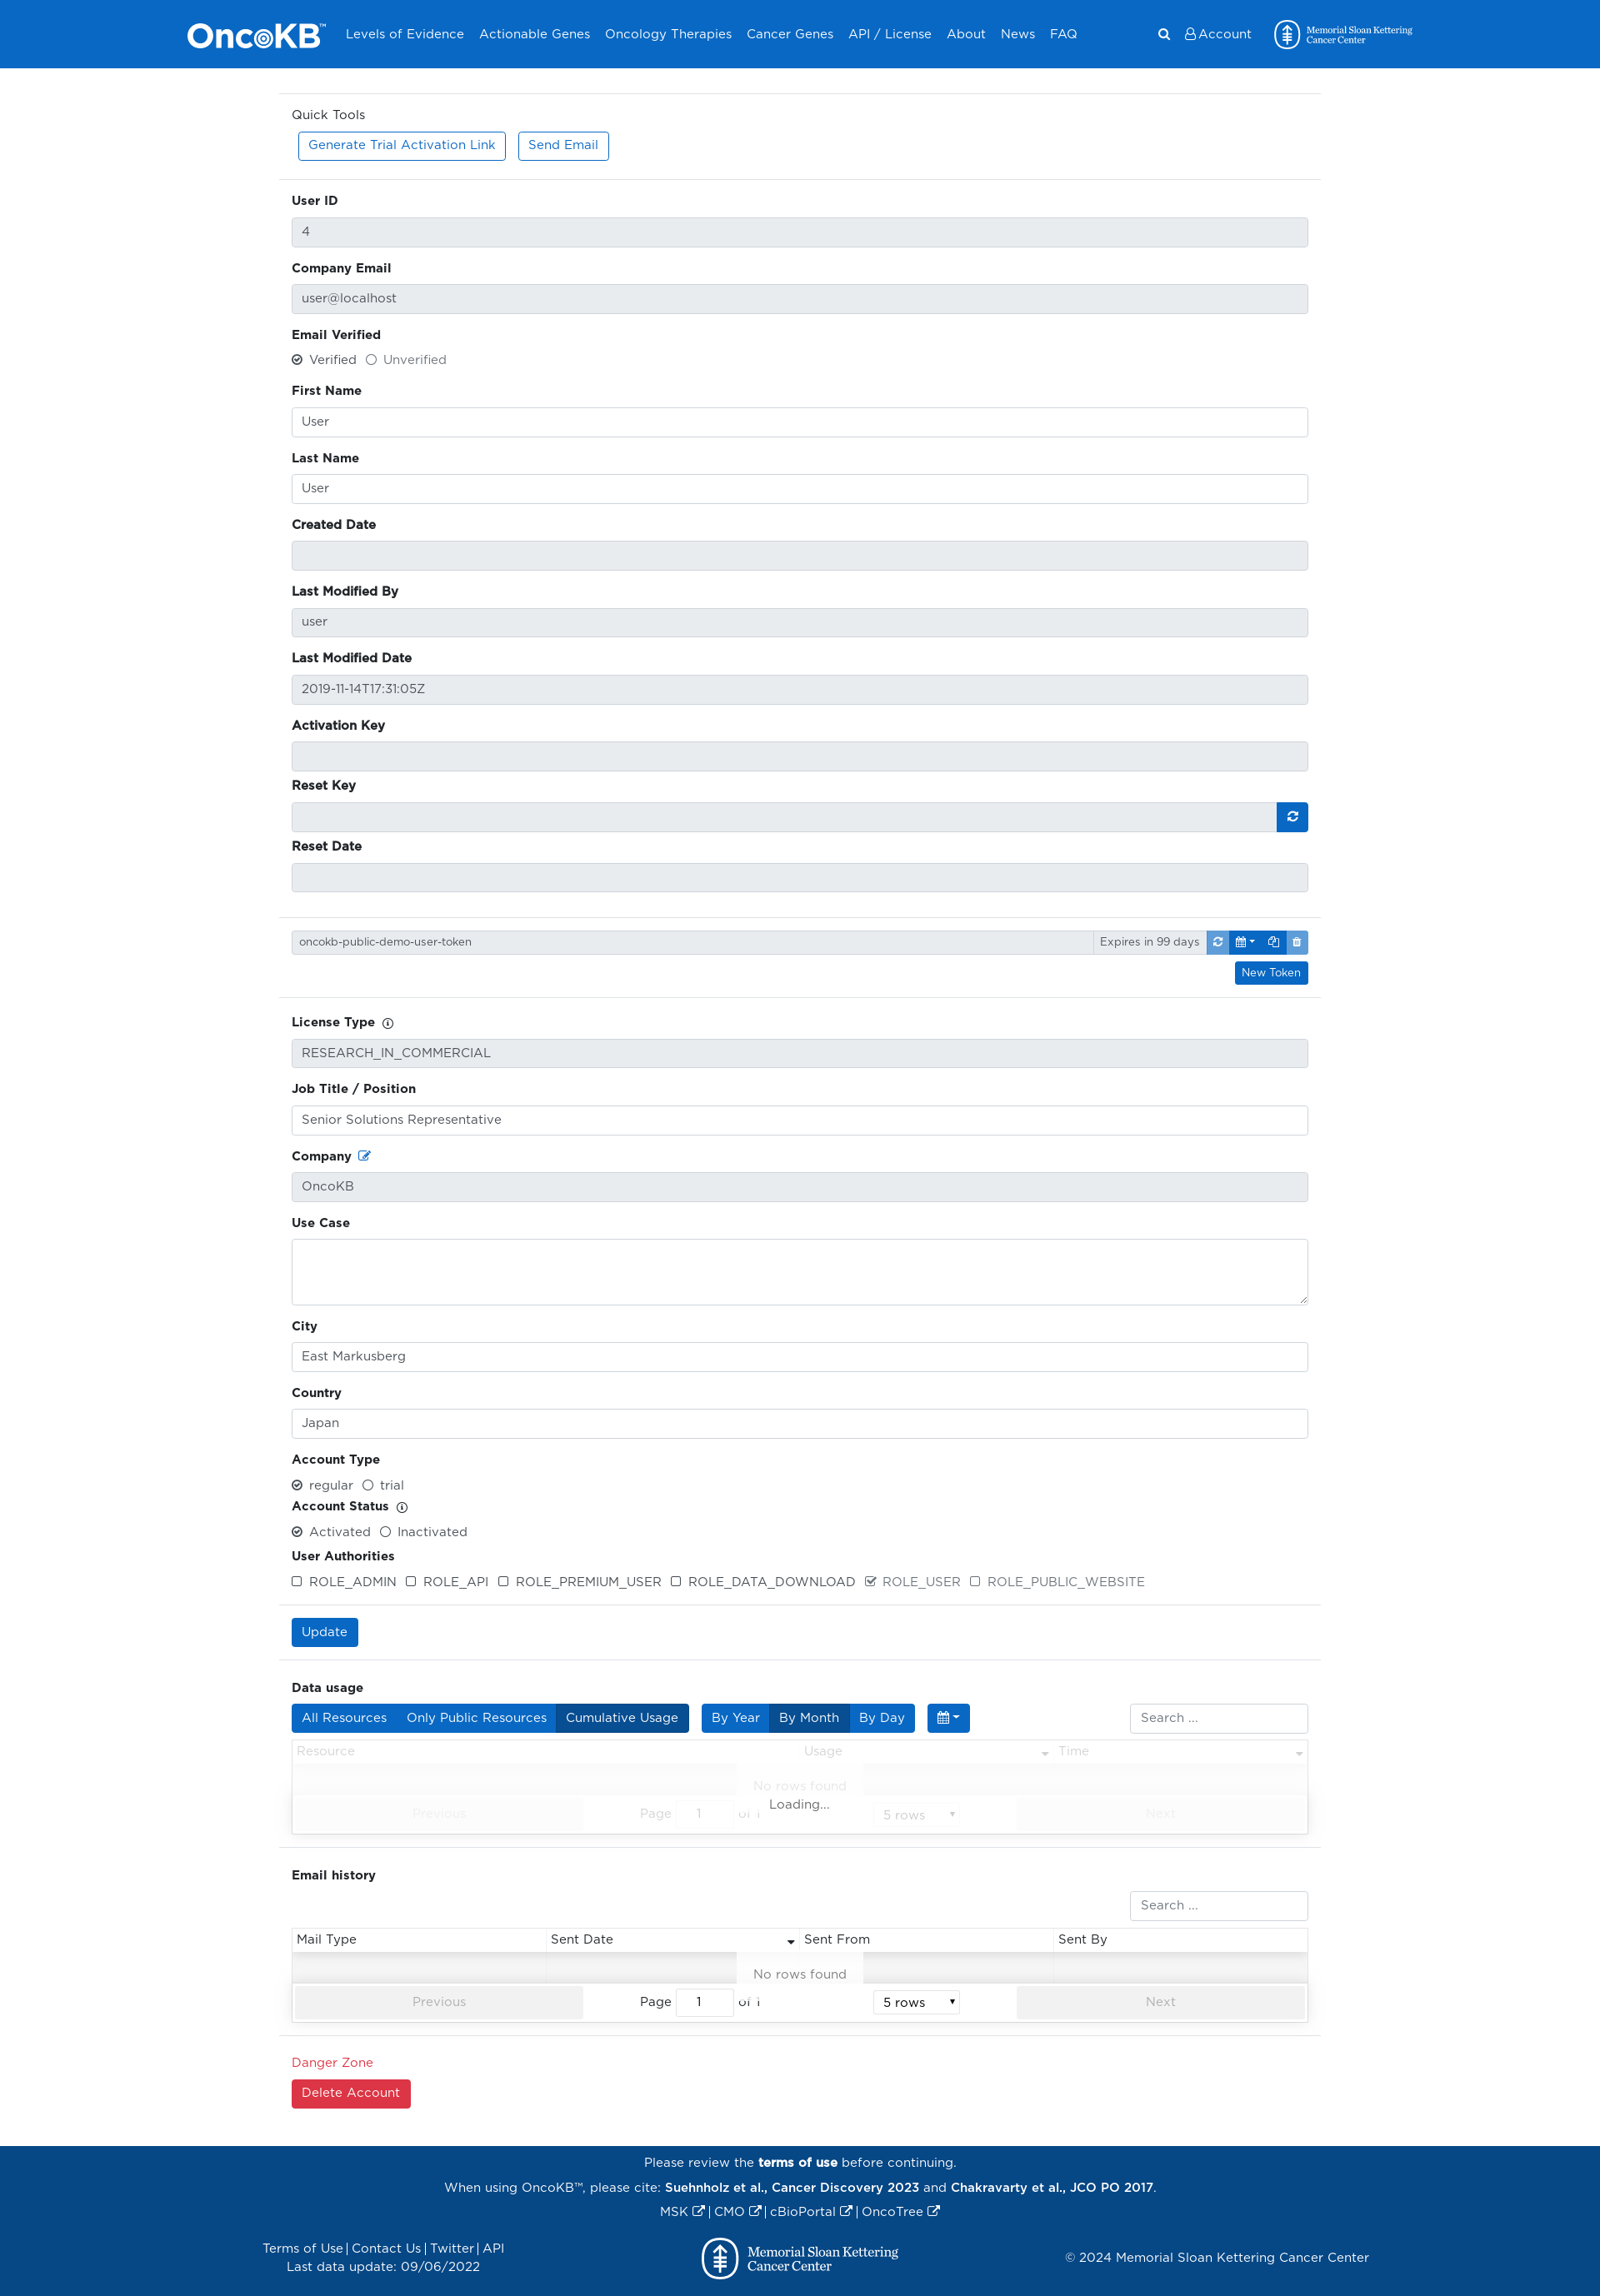 OncoKB™ Levels of Evidence Actionable Genes Oncology Therapies Cancer Genes API / License About News FAQ Account Memorial Sloan Kettering Cancer Center
Quick Tools
Generate Trial Activation Link Send Email
User ID
4
Company Email
user@localhost
Email Verified
Verified Unverified
First Name
User
Last Name
User
Created Date
Last Modified By
user
Last Modified Date
2019-11-14T17:31:05Z
Activation Key
Reset Key
Reset Date
oncokb-public-demo-user-token Expires in 99 days
New Token
License Type
RESEARCH_IN_COMMERCIAL
Job Title / Position
Senior Solutions Representative
Company
OncoKB
Use Case
City
East Markusberg
Country
Japan
Account Type
regular trial
Account Status
Activated Inactivated
User Authorities
ROLE_ADMIN ROLE_API ROLE_PREMIUM_USER ROLE_DATA_DOWNLOAD ROLE_USER ROLE_PUBLIC_WEBSITE
Update
Data usage
All Resources Only Public Resources Cumulative Usage By Year By Month By Day Search ...
Resource Usage Time
No rows found
Loading...
Previous Page 1 of 1 5 rows Next
Email history
Search ...
Mail Type Sent Date Sent From Sent By
No rows found
Previous Page 1 of 1 5 rows Next
Danger Zone
Delete Account
Please review the terms of use before continuing.
When using OncoKB™, please cite: Suehnholz et al., Cancer Discovery 2023 and Chakravarty et al., JCO PO 2017.
MSK | CMO | cBioPortal | OncoTree
Terms of Use | Contact Us | Twitter | API
Last data update: 09/06/2022
Memorial Sloan Kettering
Cancer Center
© 2024 Memorial Sloan Kettering Cancer Center